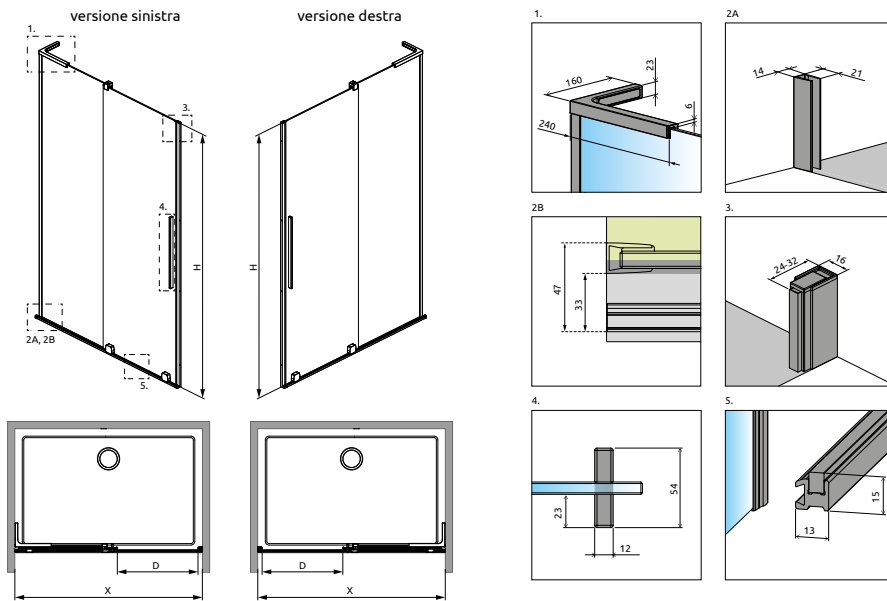 versione sinistra
versione destra
1.
3.
4.
H
H
2A, 2B
5.
D
X
D
X
1.
160
23
6
240
2A
14
21
2B
47
33
3.
24-32
16
4.
54
23
12
5.
15
13